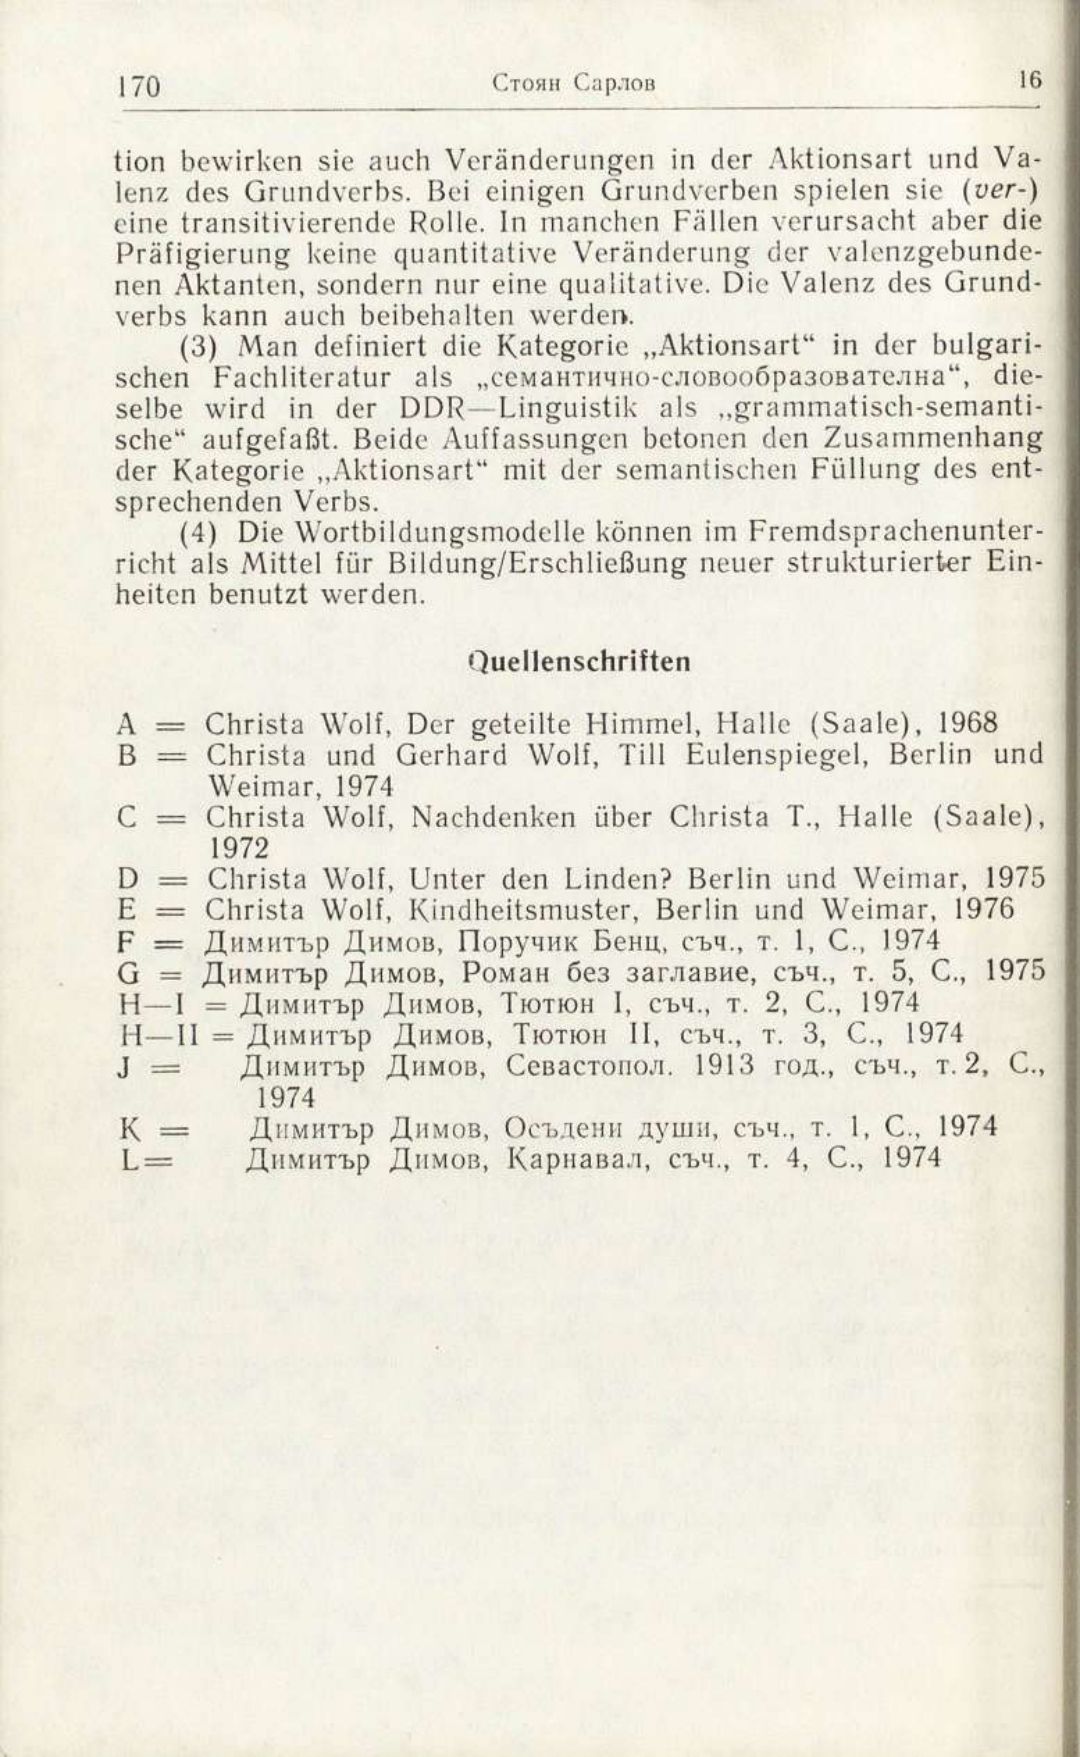 170
Стоян Сарлов
16
tion bewirken sie auch Veränderungen in der Aktionsart und Va-
lenz des Grundverbs. Bei einigen Grundverben spielen sie (ver-)
eine transitivierende Rolle. In manchen Fällen verursacht aber die
Präfigierung keine quantitative Veränderung der valenzgebunde-
nen Aktanten, sondern nur eine qualitative. Die Valenz des Grund-
verbs kann auch beibehalten werden.
(3) Man definiert die Kategorie „Aktionsart“ in der bulgari-
schen Fachliteratur als „семантично-словообразователна“, die-
selbe wird in der DDR—Linguistik als „grammatisch-semanti-
sche“ aufgefaßt. Beide Auffassungen betonen den Zusammenhang
der Kategorie „Aktionsart“ mit der semantischen Füllung des ent-
sprechenden Verbs.
(4) Die Wortbildungsmodelle können im Fremdsprachenunter-
richt als Mittel für Bildung/Erschließung neuer strukturierter Ein-
heiten benutzt werden.
Quellenschriften
A = Christa Wolf, Der geteilte Himmel, Halle (Saale), 1968
B = Christa und Gerhard Wolf, Till Eulenspiegel, Berlin und
Weimar, 1974
C = Christa Wolf, Nachdenken über Christa T., Halle (Saale),
1972
D = Christa Wolf, Unter den Linden? Berlin und Weimar, 1975
E = Christa Wolf, Kindheitsmuster, Berlin und Weimar, 1976
F = Димитър Димов, Поручик Бенц, съч., т. 1, С., 1974
G = Димитър Димов, Роман без заглавие, съч., т. 5, С., 1975
H—I = Димитър Димов, Тютюн I, съч., т. 2, С., 1974
H—II = Димитър Димов, Тютюн II, съч., т. 3, С., 1974
J = Димитър Димов, Севастопол. 1913 год., съч., т. 2, С.,
1974
K = Димитър Димов, Осъдени души, съч., т. 1, С., 1974
L= Димитър Димов, Карнавал, съч., т. 4, С., 1974